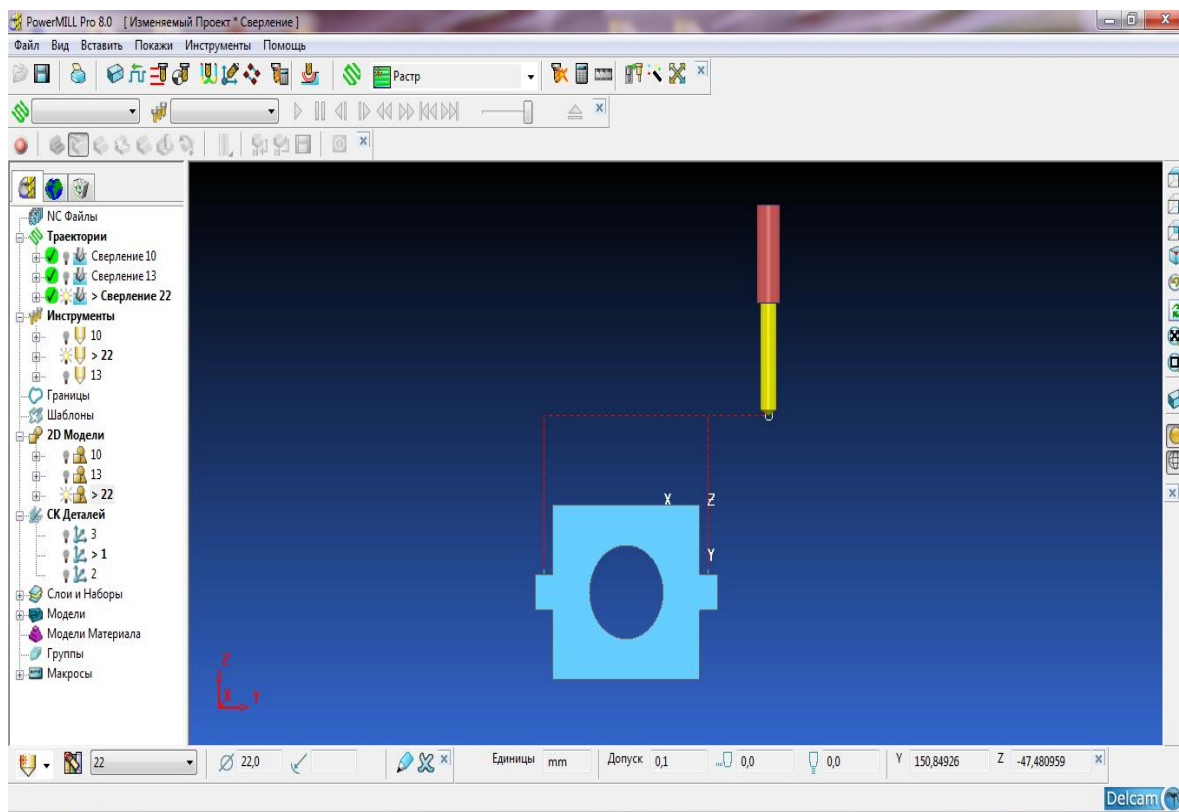 PowerMILL Pro 8.0 [ Изменяемый Проект * Сверление ]
Файл Вид Вставить Покажи Инструменты Помощь
Растр
NC Файлы
Траектории
Сверление 10
Сверление 13
> Сверление 22
Инструменты
10
> 22
13
Границы
Шаблоны
2D Модели
10
13
> 22
СК Деталей
3
> 1
2
Слои и Наборы
Модели
Модели Материала
Группы
Макросы
X Z
Y
Z
X Y
22 22,0 Единицы mm Допуск 0,1 0,0 0,0 Y 150,84926 Z -47,480959
Delcam